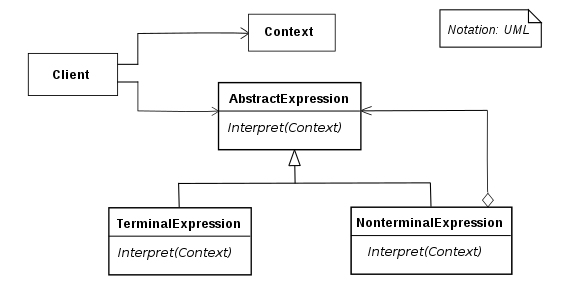 Context
Notation: UML
Client
AbstractExpression
Interpret(Context)
TerminalExpression
Interpret(Context)
NonterminalExpression
Interpret(Context)